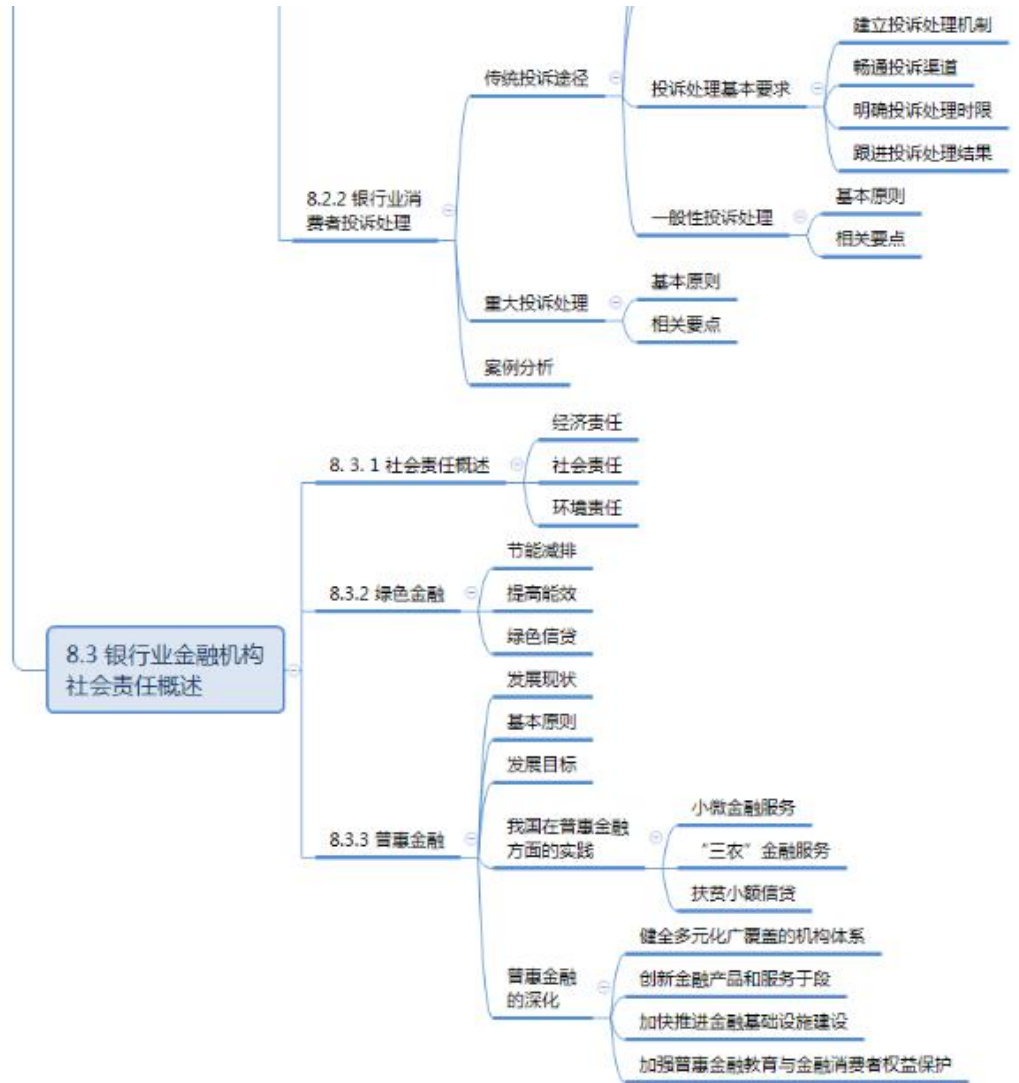 建立投诉处理机制
畅通投诉渠道
传统投诉途径
投诉处理基本要求
明确投诉处理时限
跟进投诉处理结果
8.2.2 银行业消
费者投诉处理
一般性投诉处理
基本原则
相关要点
重大投诉处理
基本原则
相关要点
案例分析
8.3 银行业金融机构
社会责任概述
8. 3. 1 社会责任概述
经济责任
社会责任
环境责任
8.3.2 绿色金融
节能减排
提高能效
绿色信贷
8.3.3 普惠金融
发展现状
基本原则
发展目标
我国在普惠金融
方面的实践
小微金融服务
“三农”金融服务
扶贫小额信贷
普惠金融
的深化
健全多元化广覆盖的机构体系
创新金融产品和服务于段
加快推进金融基础设施建设
加强普惠金融教育与金融消费者权益保护